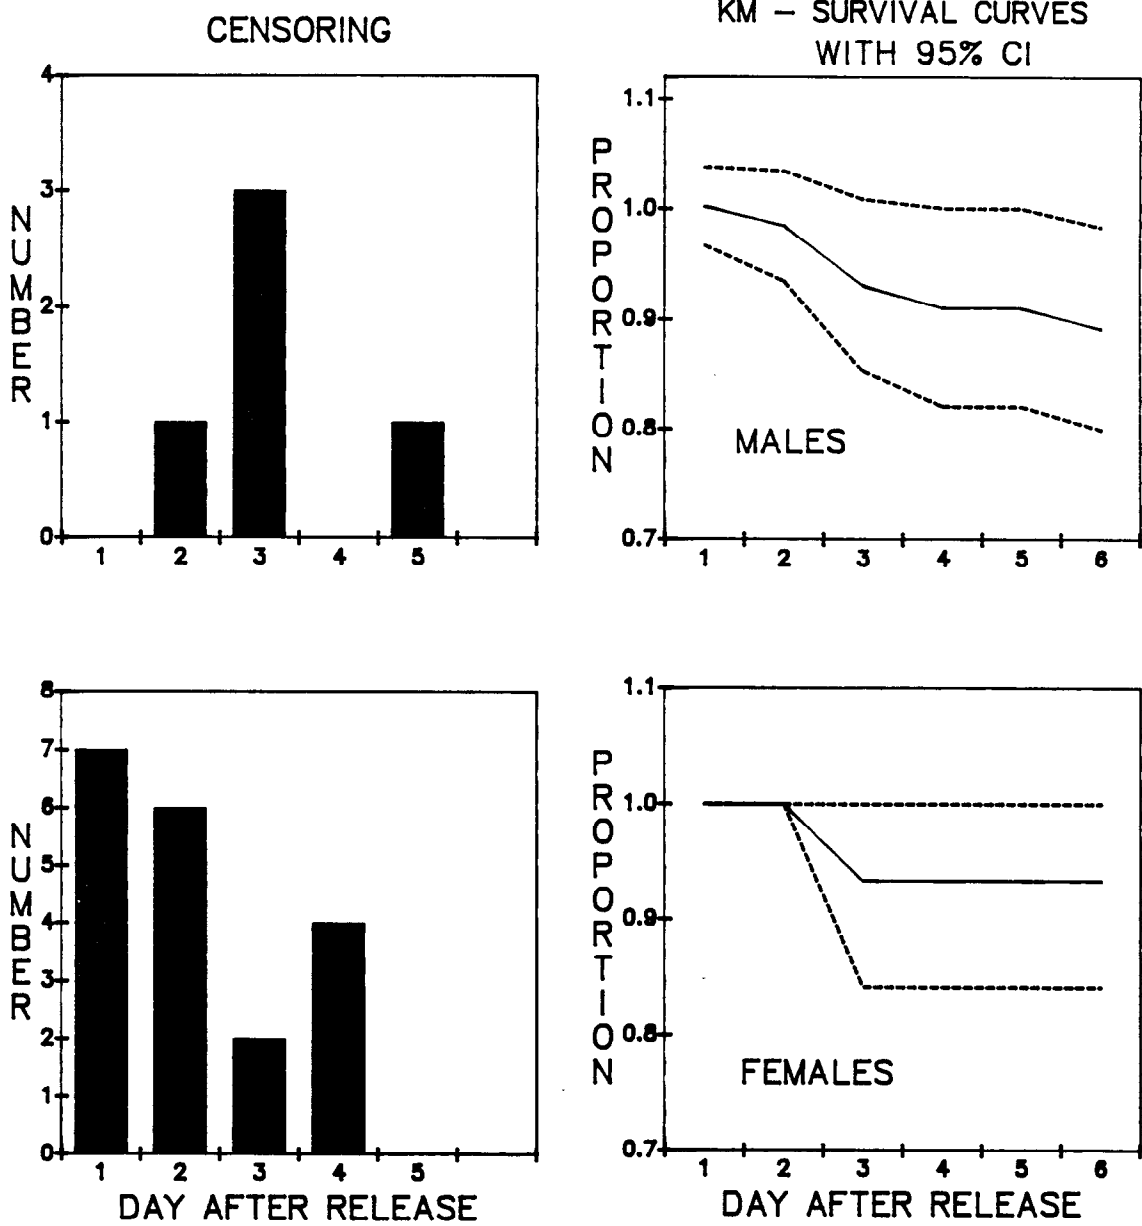 CENSORING
KM – SURVIVAL CURVES
WITH 95% CI
4
3
2
1
0
NUMBER
1 2 3 4 5
1.1
1.0
0.9
0.8
0.7
PROPORTION
MALES
1 2 3 4 5 6
8
7
6
5
4
3
2
1
0
NUMBER
1 2 3 4 5
DAY AFTER RELEASE
1.1
1.0
0.9
0.8
0.7
PROPORTION
FEMALES
1 2 3 4 5 6
DAY AFTER RELEASE